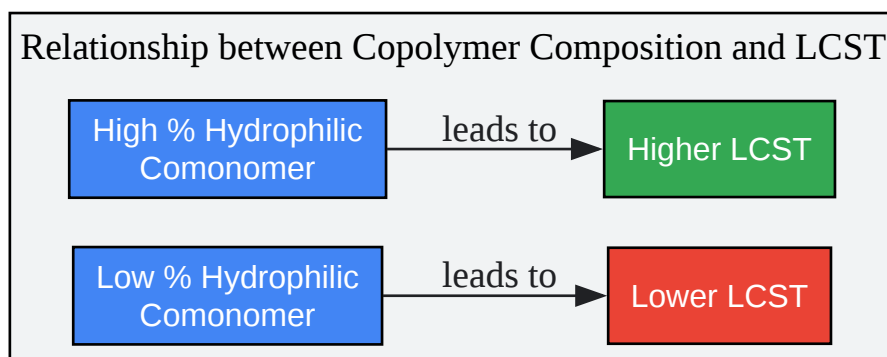 Relationship between Copolymer Composition and LCST
High % Hydrophilic
Comonomer
leads to
Higher LCST
Low % Hydrophilic
Comonomer
leads to
Lower LCST